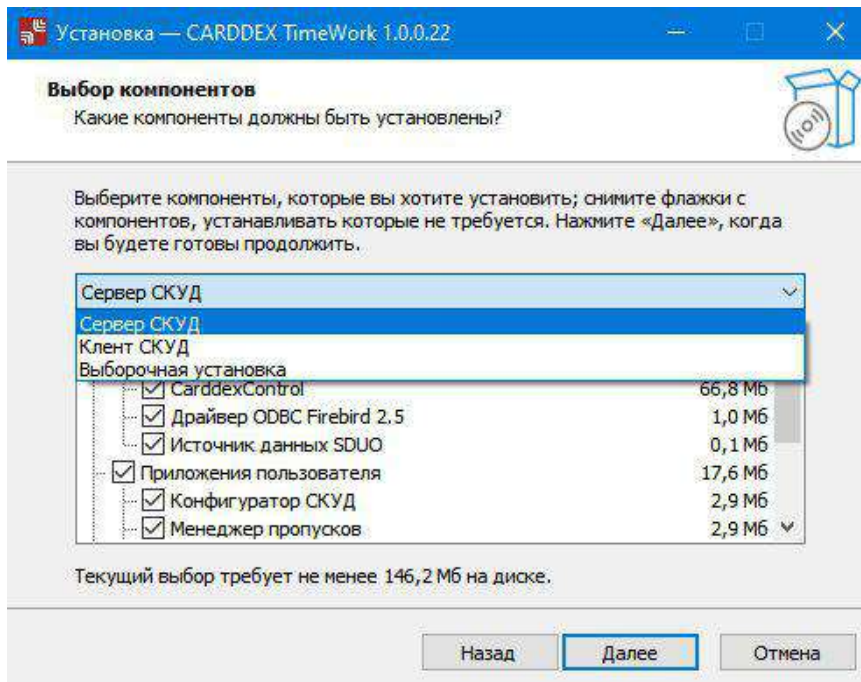 Установка — CARDDEX TimeWork 1.0.0.22
Выбор компонентов
Какие компоненты должны быть установлены?
Выберите компоненты, которые вы хотите установить; снимите флажки с
компонентов, устанавливать которые не требуется. Нажмите «Далее», когда
вы будете готовы продолжить.
Сервер СКУД
Сервер СКУД
Клент СКУД
Выборочная установка
CarddexControl 66,8 Мб
Драйвер ODBC Firebird 2.5 1,0 Мб
Источник данных SDUO 0,1 Мб
Приложения пользователя 17,6 Мб
Конфигуратор СКУД 2,9 Мб
Менеджер пропусков 2,9 Мб
Текущий выбор требует не менее 146,2 Мб на диске.
Назад Далее Отмена